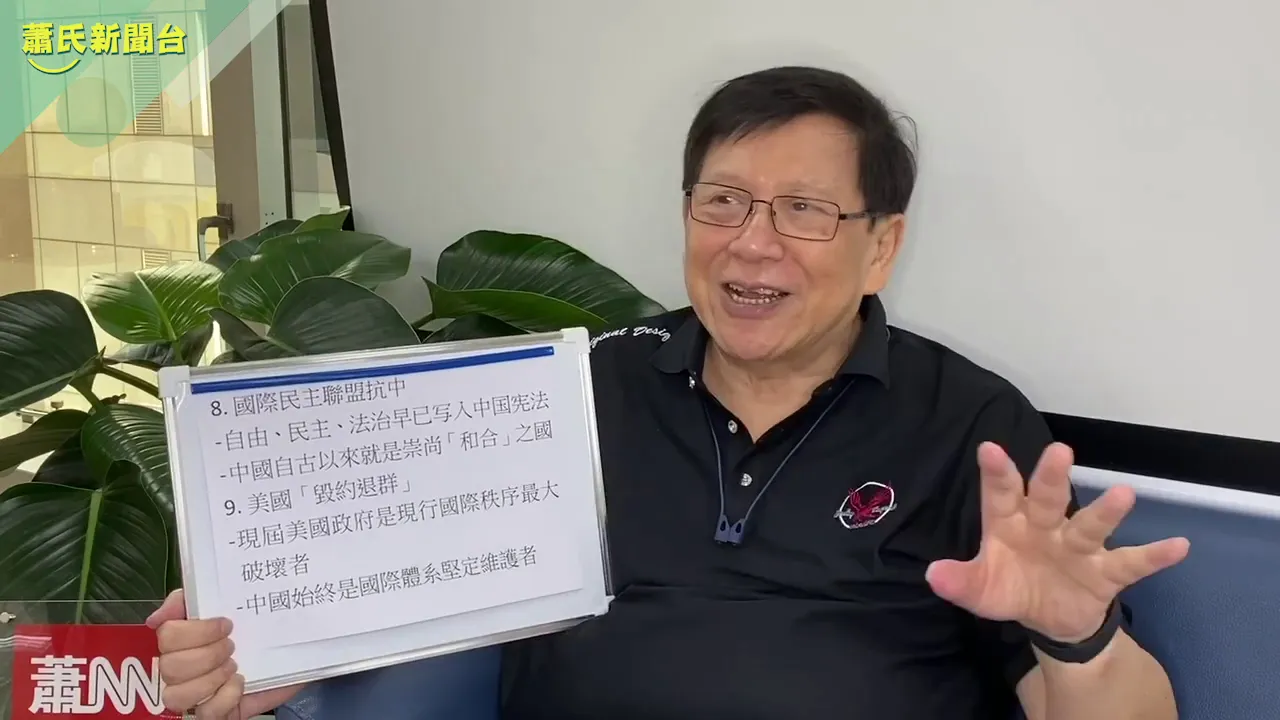 蕭氏新聞台
iginal Desig
8. 國際民主聯盟抗中
-自由、民主、法治早已写入中国宪法
-中國自古以來就是崇尚「和合」之國
9. 美國「毀約退群」
-現屆美國政府是現行國際秩序最大
破壞者
-中國始終是國際體系堅定維護者
蕭NN